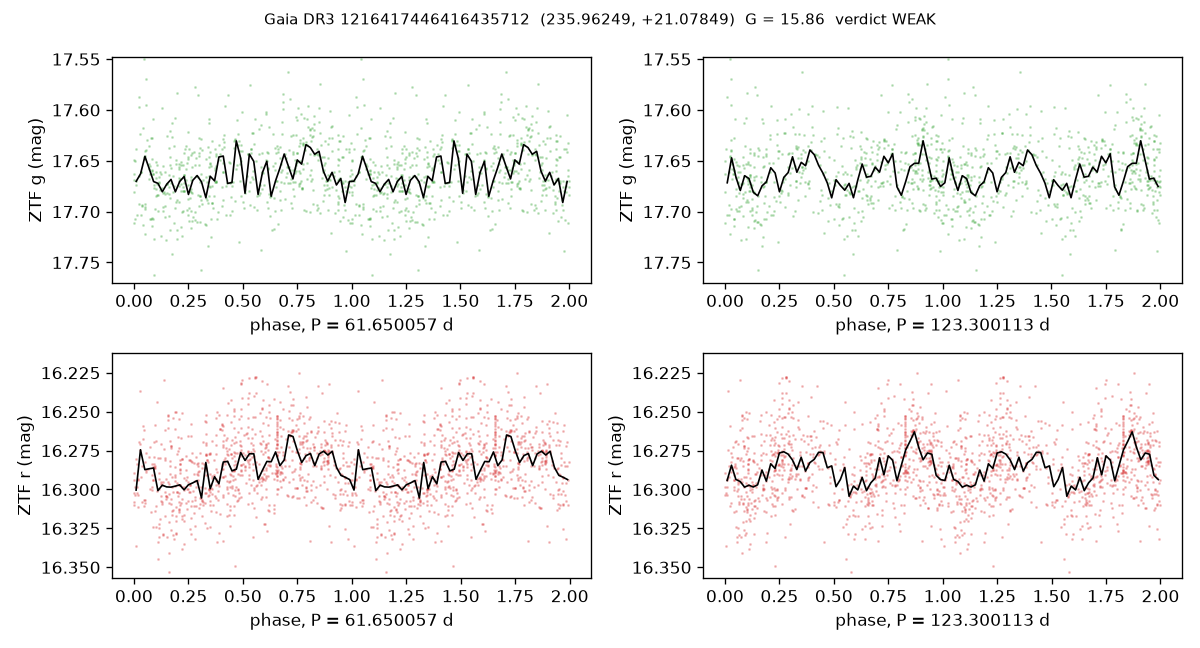 Gaia DR3 1216417446416435712  (235.96249, +21.07849)  G = 15.86  verdict WEAK
ZTF g (mag)
17.55
17.60
17.65
17.70
17.75
0.00 0.25 0.50 0.75 1.00 1.25 1.50 1.75 2.00
phase, P = 61.650057 d
ZTF g (mag)
17.55
17.60
17.65
17.70
17.75
0.00 0.25 0.50 0.75 1.00 1.25 1.50 1.75 2.00
phase, P = 123.300113 d
ZTF r (mag)
16.225
16.250
16.275
16.300
16.325
16.350
0.00 0.25 0.50 0.75 1.00 1.25 1.50 1.75 2.00
phase, P = 61.650057 d
ZTF r (mag)
16.225
16.250
16.275
16.300
16.325
16.350
0.00 0.25 0.50 0.75 1.00 1.25 1.50 1.75 2.00
phase, P = 123.300113 d